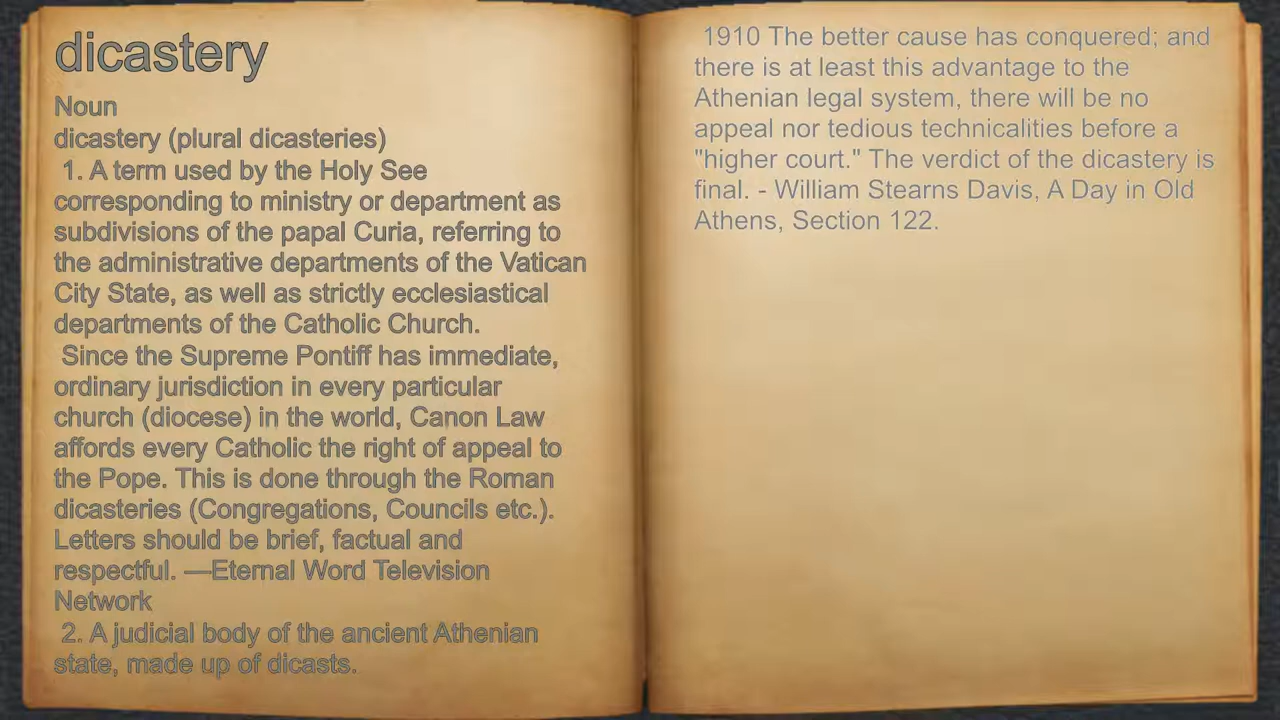 dicastery
Noun
dicastery (plural dicasteries)
1. A term used by the Holy See
corresponding to ministry or department as
subdivisions of the papal Curia, referring to
the administrative departments of the Vatican
City State, as well as strictly ecclesiastical
departments of the Catholic Church.
Since the Supreme Pontiff has immediate,
ordinary jurisdiction in every particular
church (diocese) in the world, Canon Law
affords every Catholic the right of appeal to
the Pope. This is done through the Roman
dicasteries (Congregations, Councils etc.).
Letters should be brief, factual and
respectful. —Eternal Word Television
Network
2. A judicial body of the ancient Athenian
state, made up of dicasts.
1910 The better cause has conquered; and
there is at least this advantage to the
Athenian legal system, there will be no
appeal nor tedious technicalities before a
"higher court." The verdict of the dicastery is
final. - William Stearns Davis, A Day in Old
Athens, Section 122.